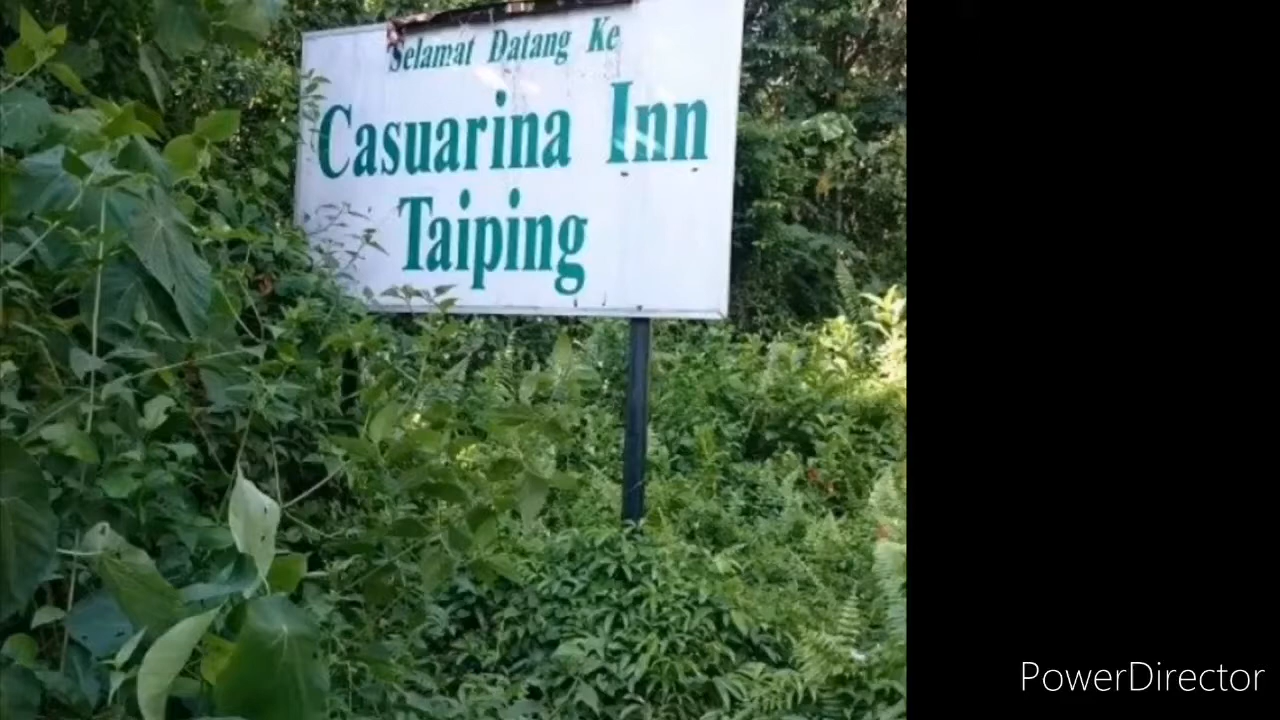 Selamat Datang Ke
Casuarina Inn
Taiping
PowerDirector